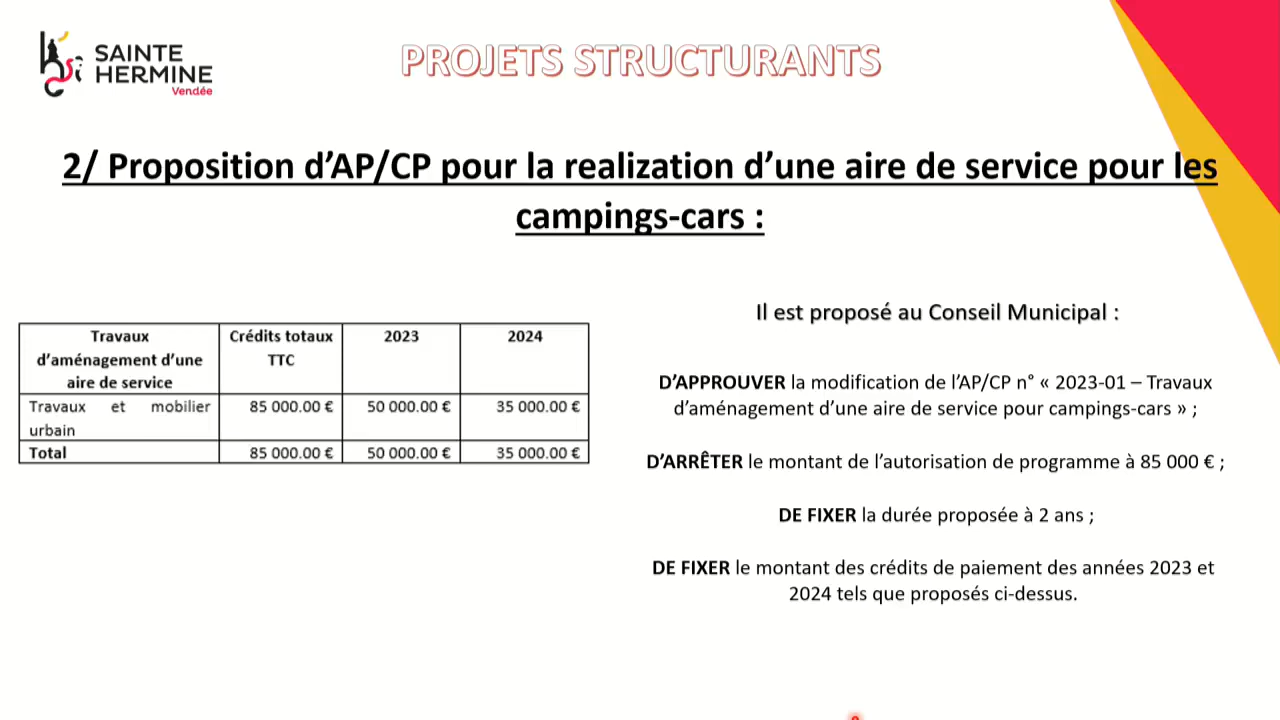 SAINTE
HERMINE
Vendée
PROJETS STRUCTURANTS
2/ Proposition d’AP/CP pour la realization d’une aire de service pour les
campings-cars :
Travaux
d’aménagement d’une
aire de service
Crédits totaux
TTC
2023
2024
Travaux et mobilier
urbain
85 000.00 €
50 000.00 €
35 000.00 €
Total
85 000.00 €
50 000.00 €
35 000.00 €
Il est proposé au Conseil Municipal :
D’APPROUVER la modification de l’AP/CP n° « 2023-01 – Travaux
d’aménagement d’une aire de service pour campings-cars » ;
D’ARRÊTER le montant de l’autorisation de programme à 85 000 € ;
DE FIXER la durée proposée à 2 ans ;
DE FIXER le montant des crédits de paiement des années 2023 et
2024 tels que proposés ci-dessus.